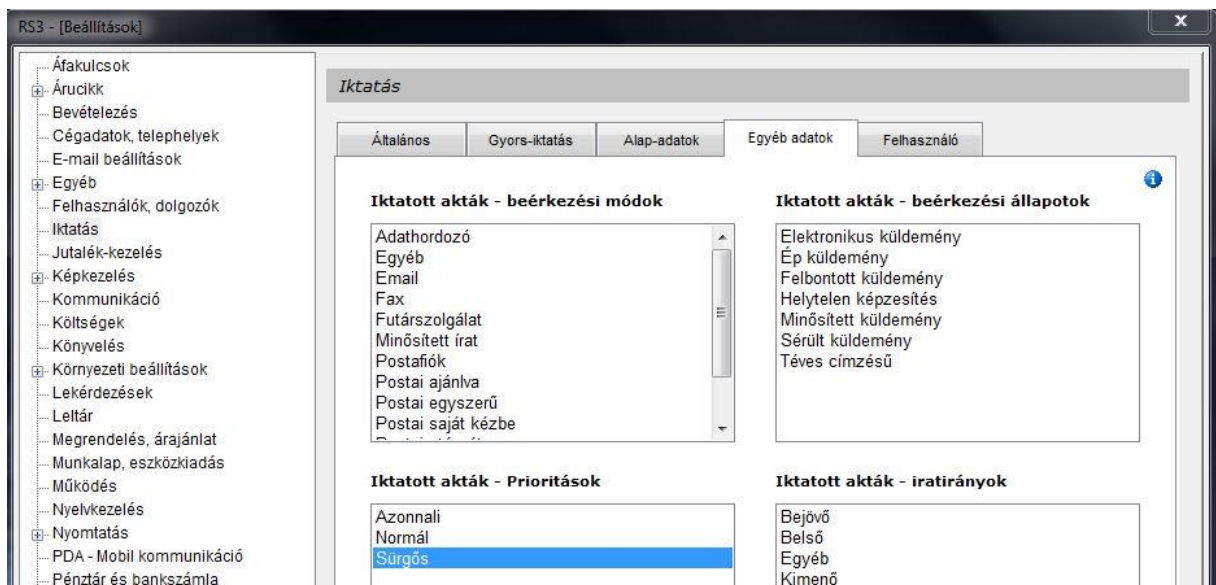 RS3 - [Beállítások]
x
Áfakulcsok
Árucikk
Bevételezés
Cégadatok, telephelyek
E-mail beállítások
Egyéb
Felhasználók, dolgozók
Iktatás
Jutalék-kezelés
Képkezelés
Kommunikáció
Költségek
Könyvelés
Környezeti beállítások
Lekérdezések
Leltár
Megrendelés, árajánlat
Munkalap, eszközkiadás
Működés
Nyelvkezelés
Nyomtatás
PDA - Mobil kommunikáció
Pénztár és bankszámla
Iktatás
Általános Gyors-iktatás Alap-adatok Egyéb adatok Felhasználó
Iktatott akták - beérkezési módok
Adathordozó
Egyéb
Email
Fax
Futárszolgálat
Minősített írat
Postafiók
Postai ajánlva
Postai egyszerű
Postai saját kézbe
Iktatott akták - beérkezési állapotok
Elektronikus küldemény
Ép küldemény
Felbontott küldemény
Helytelen képzesítés
Minősített küldemény
Sérült küldemény
Téves címzésű
Iktatott akták - Prioritások
Azonnali
Normál
Sürgős
Iktatott akták - iratirányok
Bejövő
Belső
Egyéb
Kimenő